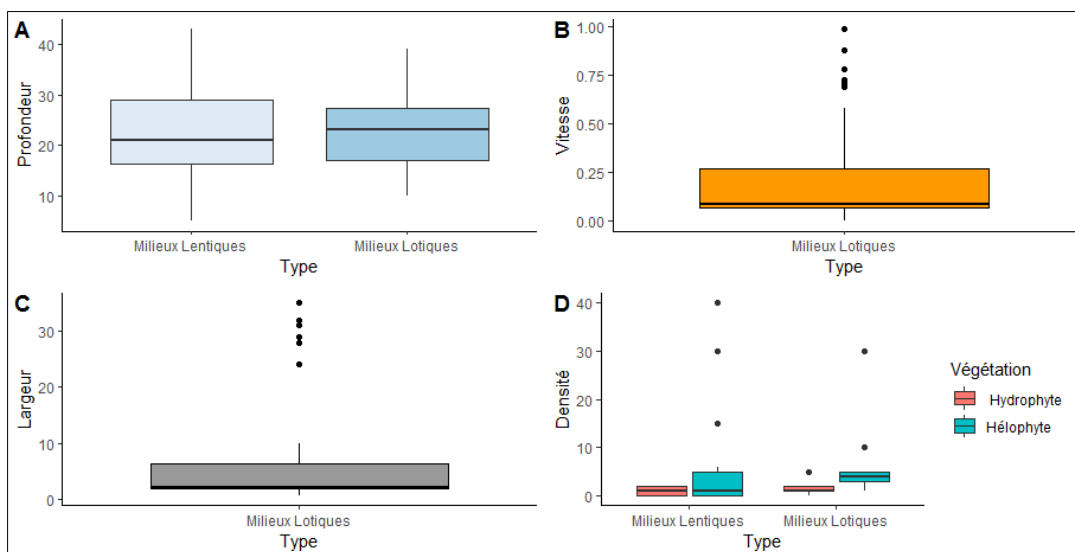 A
Profondeur
40
30
20
10
Milieux Lentiques
Milieux Lotiques
Type
B
Vitesse
1.00
0.75
0.50
0.25
0.00
Milieux Lotiques
Type
C
Largeur
30
20
10
0
Milieux Lotiques
Type
D
Densité
40
30
20
10
0
Milieux Lentiques
Milieux Lotiques
Type
Végétation
Hydrophyte
Hélophyte